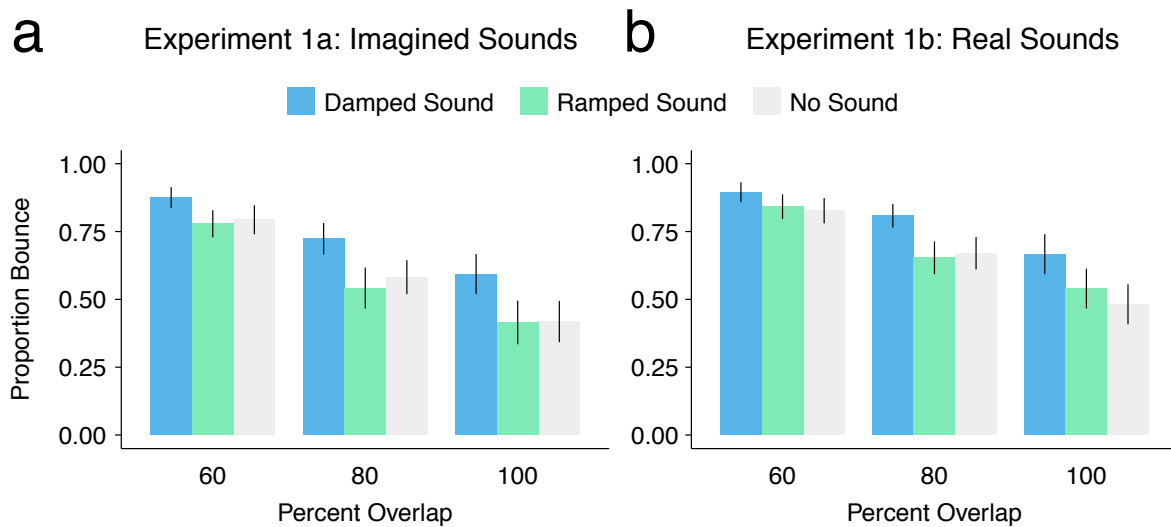 a Experiment 1a: Imagined Sounds
b Experiment 1b: Real Sounds
Damped Sound Ramped Sound No Sound
Proportion Bounce
1.00
0.75
0.50
0.25
0.00
60 80 100
Percent Overlap
1.00
0.75
0.50
0.25
0.00
60 80 100
Percent Overlap